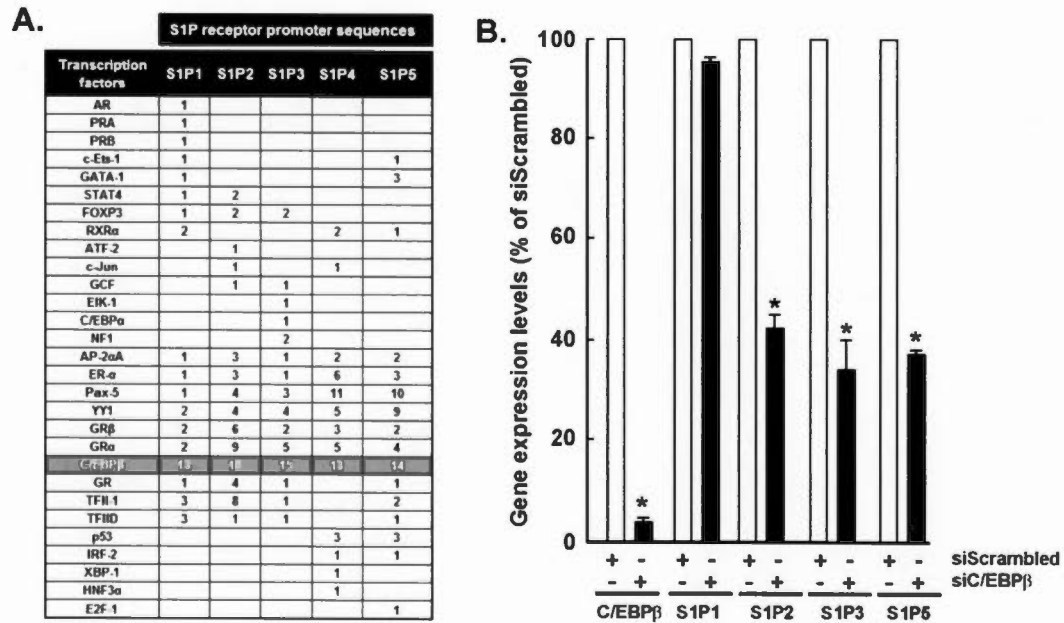 A.
S1P receptor promoter sequences
Transcription factors S1P1 S1P2 S1P3 S1P4 S1P5
AR 1
PRA 1
PRB 1
c-Ets-1 1 1
GATA-1 1 3
STAT4 1 2
FOXP3 1 2 2
RXRα 2 2 1
ATF-2 1
c-Jun 1 1
GCF 1 1
EIK-1 1
C/EBPα 1
NF1 2
AP-2αA 1 3 1 2 2
ER-α 1 3 1 6 3
Pax-5 1 4 3 11 10
YY1 2 4 4 5 9
GRβ 2 6 2 3 2
GRα 2 9 5 5 4
C/EBPβ 13 15 13 14
GR 1 4 1 1
TFII-1 3 8 1 2
TFIID 3 1 1 1
p53 3 3
IRF-2 1 1
XBP-1 1
HNF3α 1
E2F-1 1
B.
Gene expression levels (% of siScrambled)
100
80
60
40
20
0
* * * *
+ - + - + - + - + - siScrambled
- + - + - + - + - + siC/EBPβ
C/EBPβ S1P1 S1P2 S1P3 S1P5